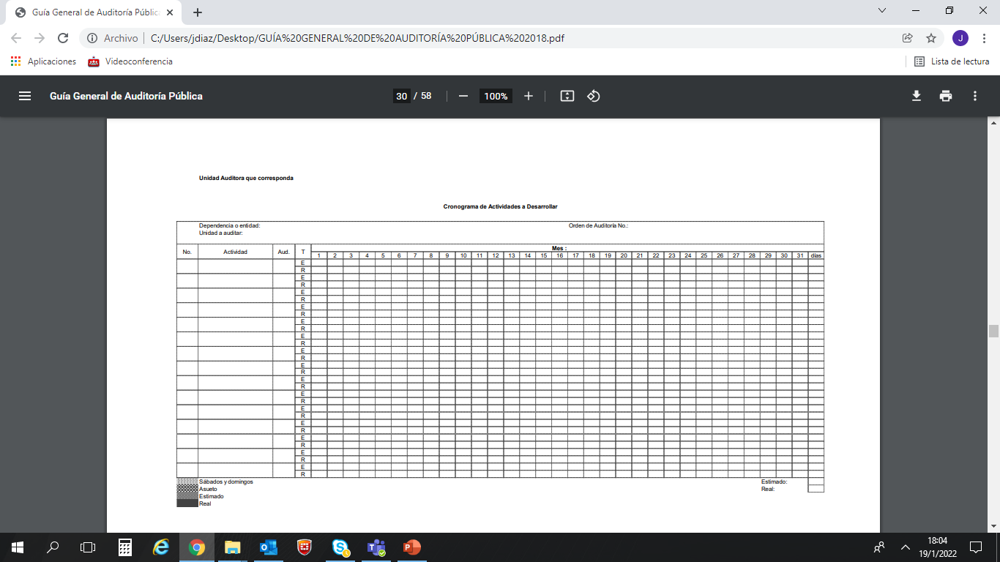 Guía General de Auditoría Públic
Archivo C:/Users/jdiaz/Desktop/GUÍA%20GENERAL%20DE%20AUDITORÍA%20PÚBLICA%202018.pdf
J
Aplicaciones Videoconferencia Lista de lectura
Guía General de Auditoría Pública 30 / 58 100%
Unidad Auditora que corresponda
Cronograma de Actividades a Desarrollar
Dependencia o entidad: Orden de Auditoría No.:
Unidad a auditar:
No. Actividad Aud. T Mes :
1 2 3 4 5 6 7 8 9 10 11 12 13 14 15 16 17 18 19 20 21 22 23 24 25 26 27 28 29 30 31 días
E
R
E
R
E
R
E
R
E
R
E
R
E
R
E
R
E
R
E
R
E
R
E
R
E
R
E
R
E
R
Sábados y domingos Estimado:
Asueto Real:
Estimado
Real
18:04
19/1/2022